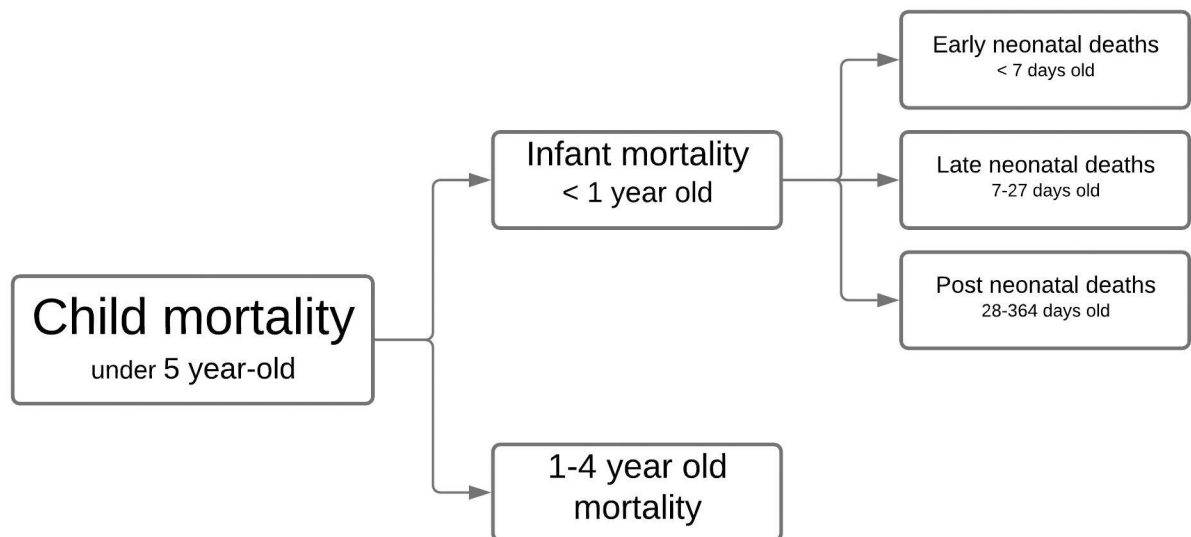 Child mortality
under 5 year-old
Infant mortality
< 1 year old
1-4 year old
mortality
Early neonatal deaths
< 7 days old
Late neonatal deaths
7-27 days old
Post neonatal deaths
28-364 days old